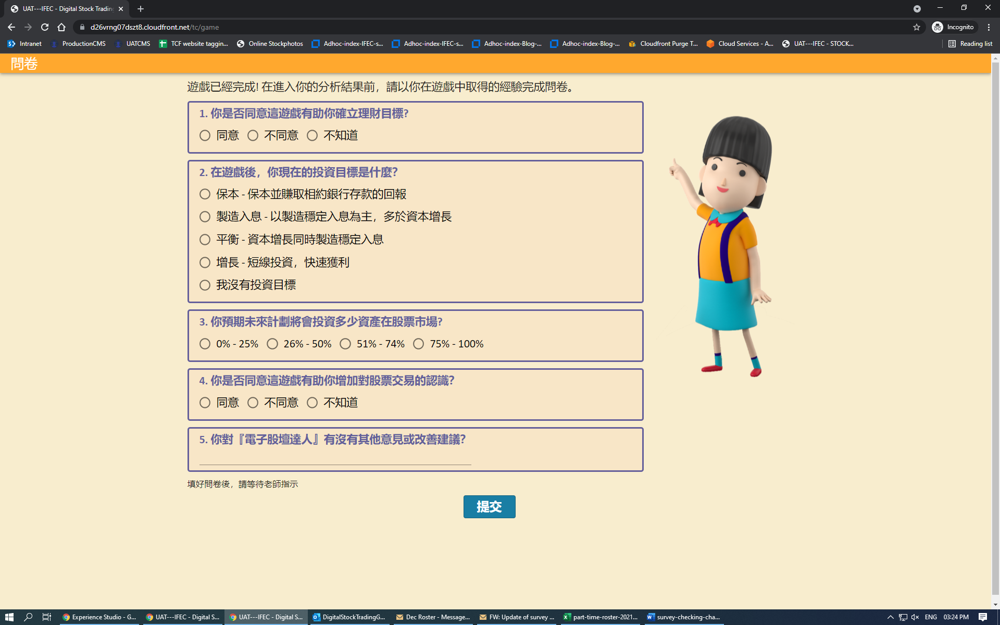 UAT---IFEC - Digital Stock Trading
d26vrng07dszt8.cloudfront.net/tc/game
Incognito
Intranet
ProductionCMS
UATCMS
TCF website taggin...
Online Stockphotos
Adhoc-index-IFEC-s...
Adhoc-index-IFEC-s...
Adhoc-index-Blog-...
Adhoc-index-Blog-...
Cloudfront Purge T...
Cloud Services - A...
UAT---IFEC - STOCK...
Reading list
問卷
遊戲已經完成! 在進入你的分析結果前，請以你在遊戲中取得的經驗完成問卷。
1. 你是否同意這遊戲有助你確立理財目標?
同意 不同意 不知道
2. 在遊戲後，你現在的投資目標是什麼?
保本 - 保本並賺取相約銀行存款的回報
製造入息 - 以製造穩定入息為主，多於資本增長
平衡 - 資本增長同時製造穩定入息
增長 - 短線投資，快速獲利
我沒有投資目標
3. 你預期未來計劃將會投資多少資產在股票市場?
0% - 25% 26% - 50% 51% - 74% 75% - 100%
4. 你是否同意這遊戲有助你增加對股票交易的認識?
同意 不同意 不知道
5. 你對『電子股壇達人』有沒有其他意見或改善建議?
填好問卷後，請等待老師指示
提交
Experience Studio - G...
UAT---IFEC - Digital S...
UAT---IFEC - Digital S...
DigitalStockTradingG...
Dec Roster - Message...
FW: Update of survey ...
part-time-roster-2021...
survey-checking-cha...
ENG
03:24 PM